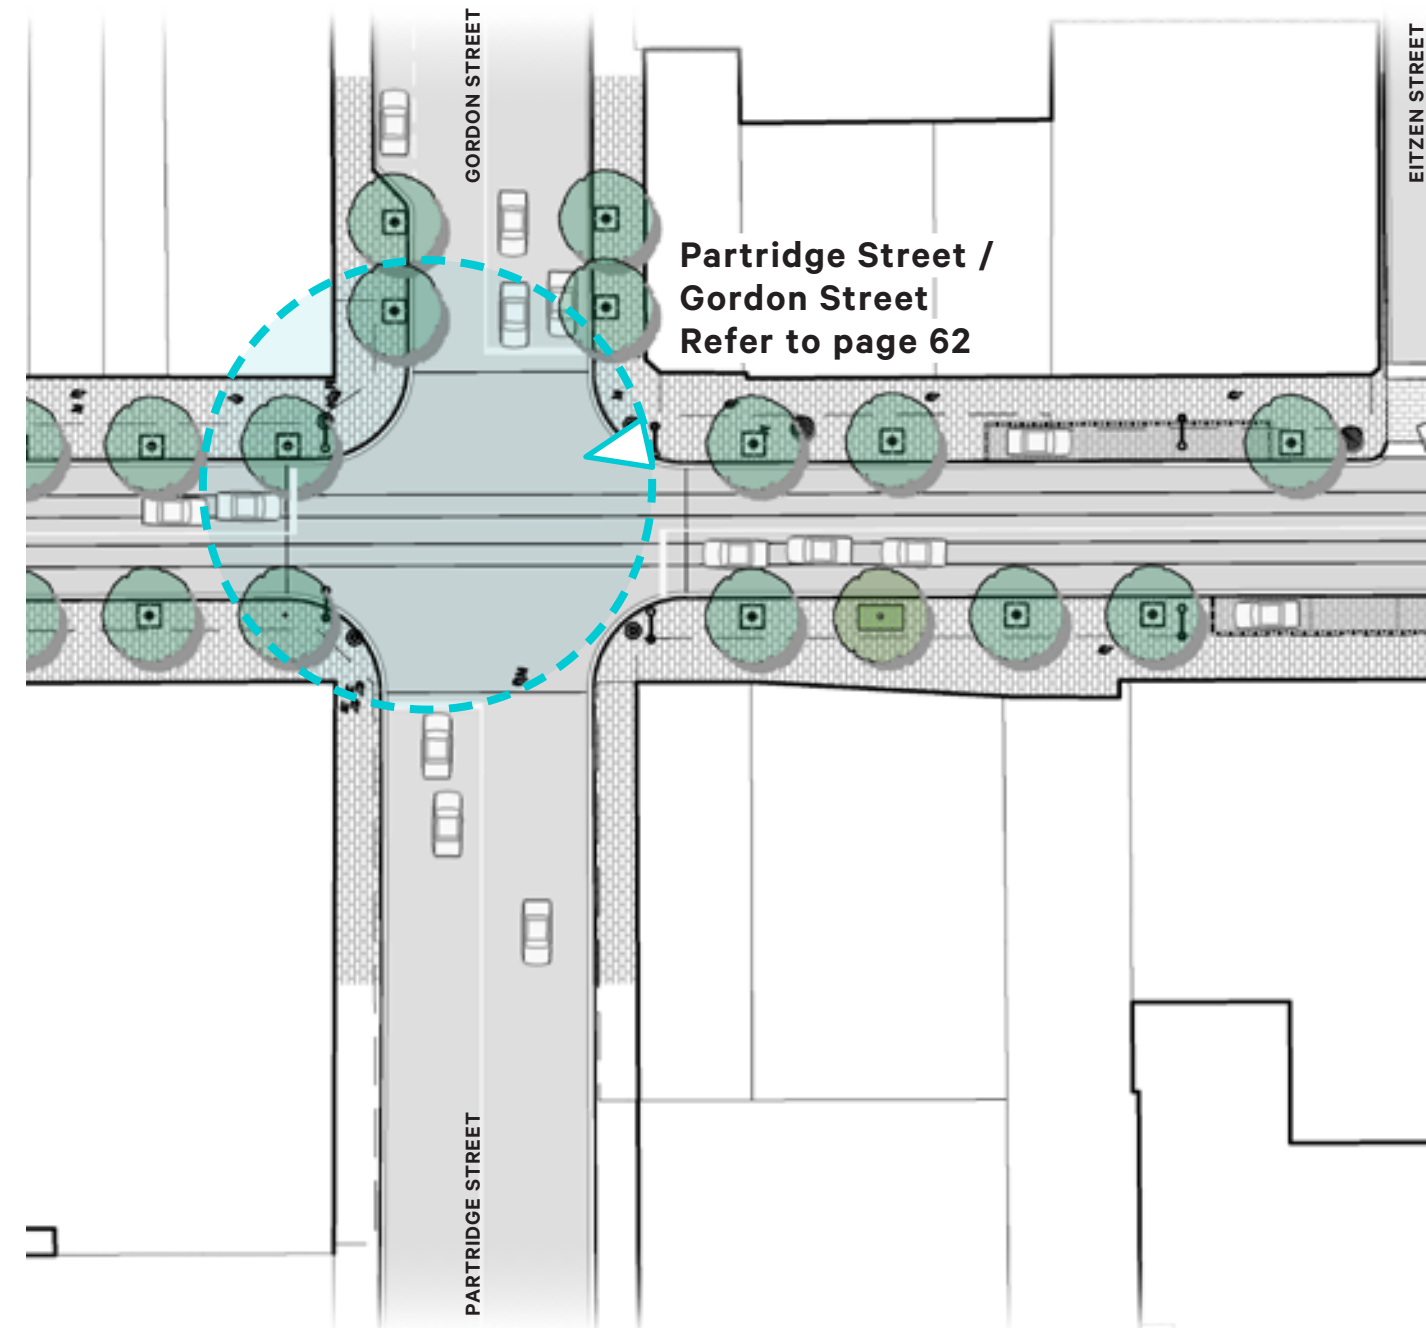 GORDON STREET
EITZEN STREET
Partridge Street /
Gordon Street
Refer to page 62
PARTRIDGE STREET